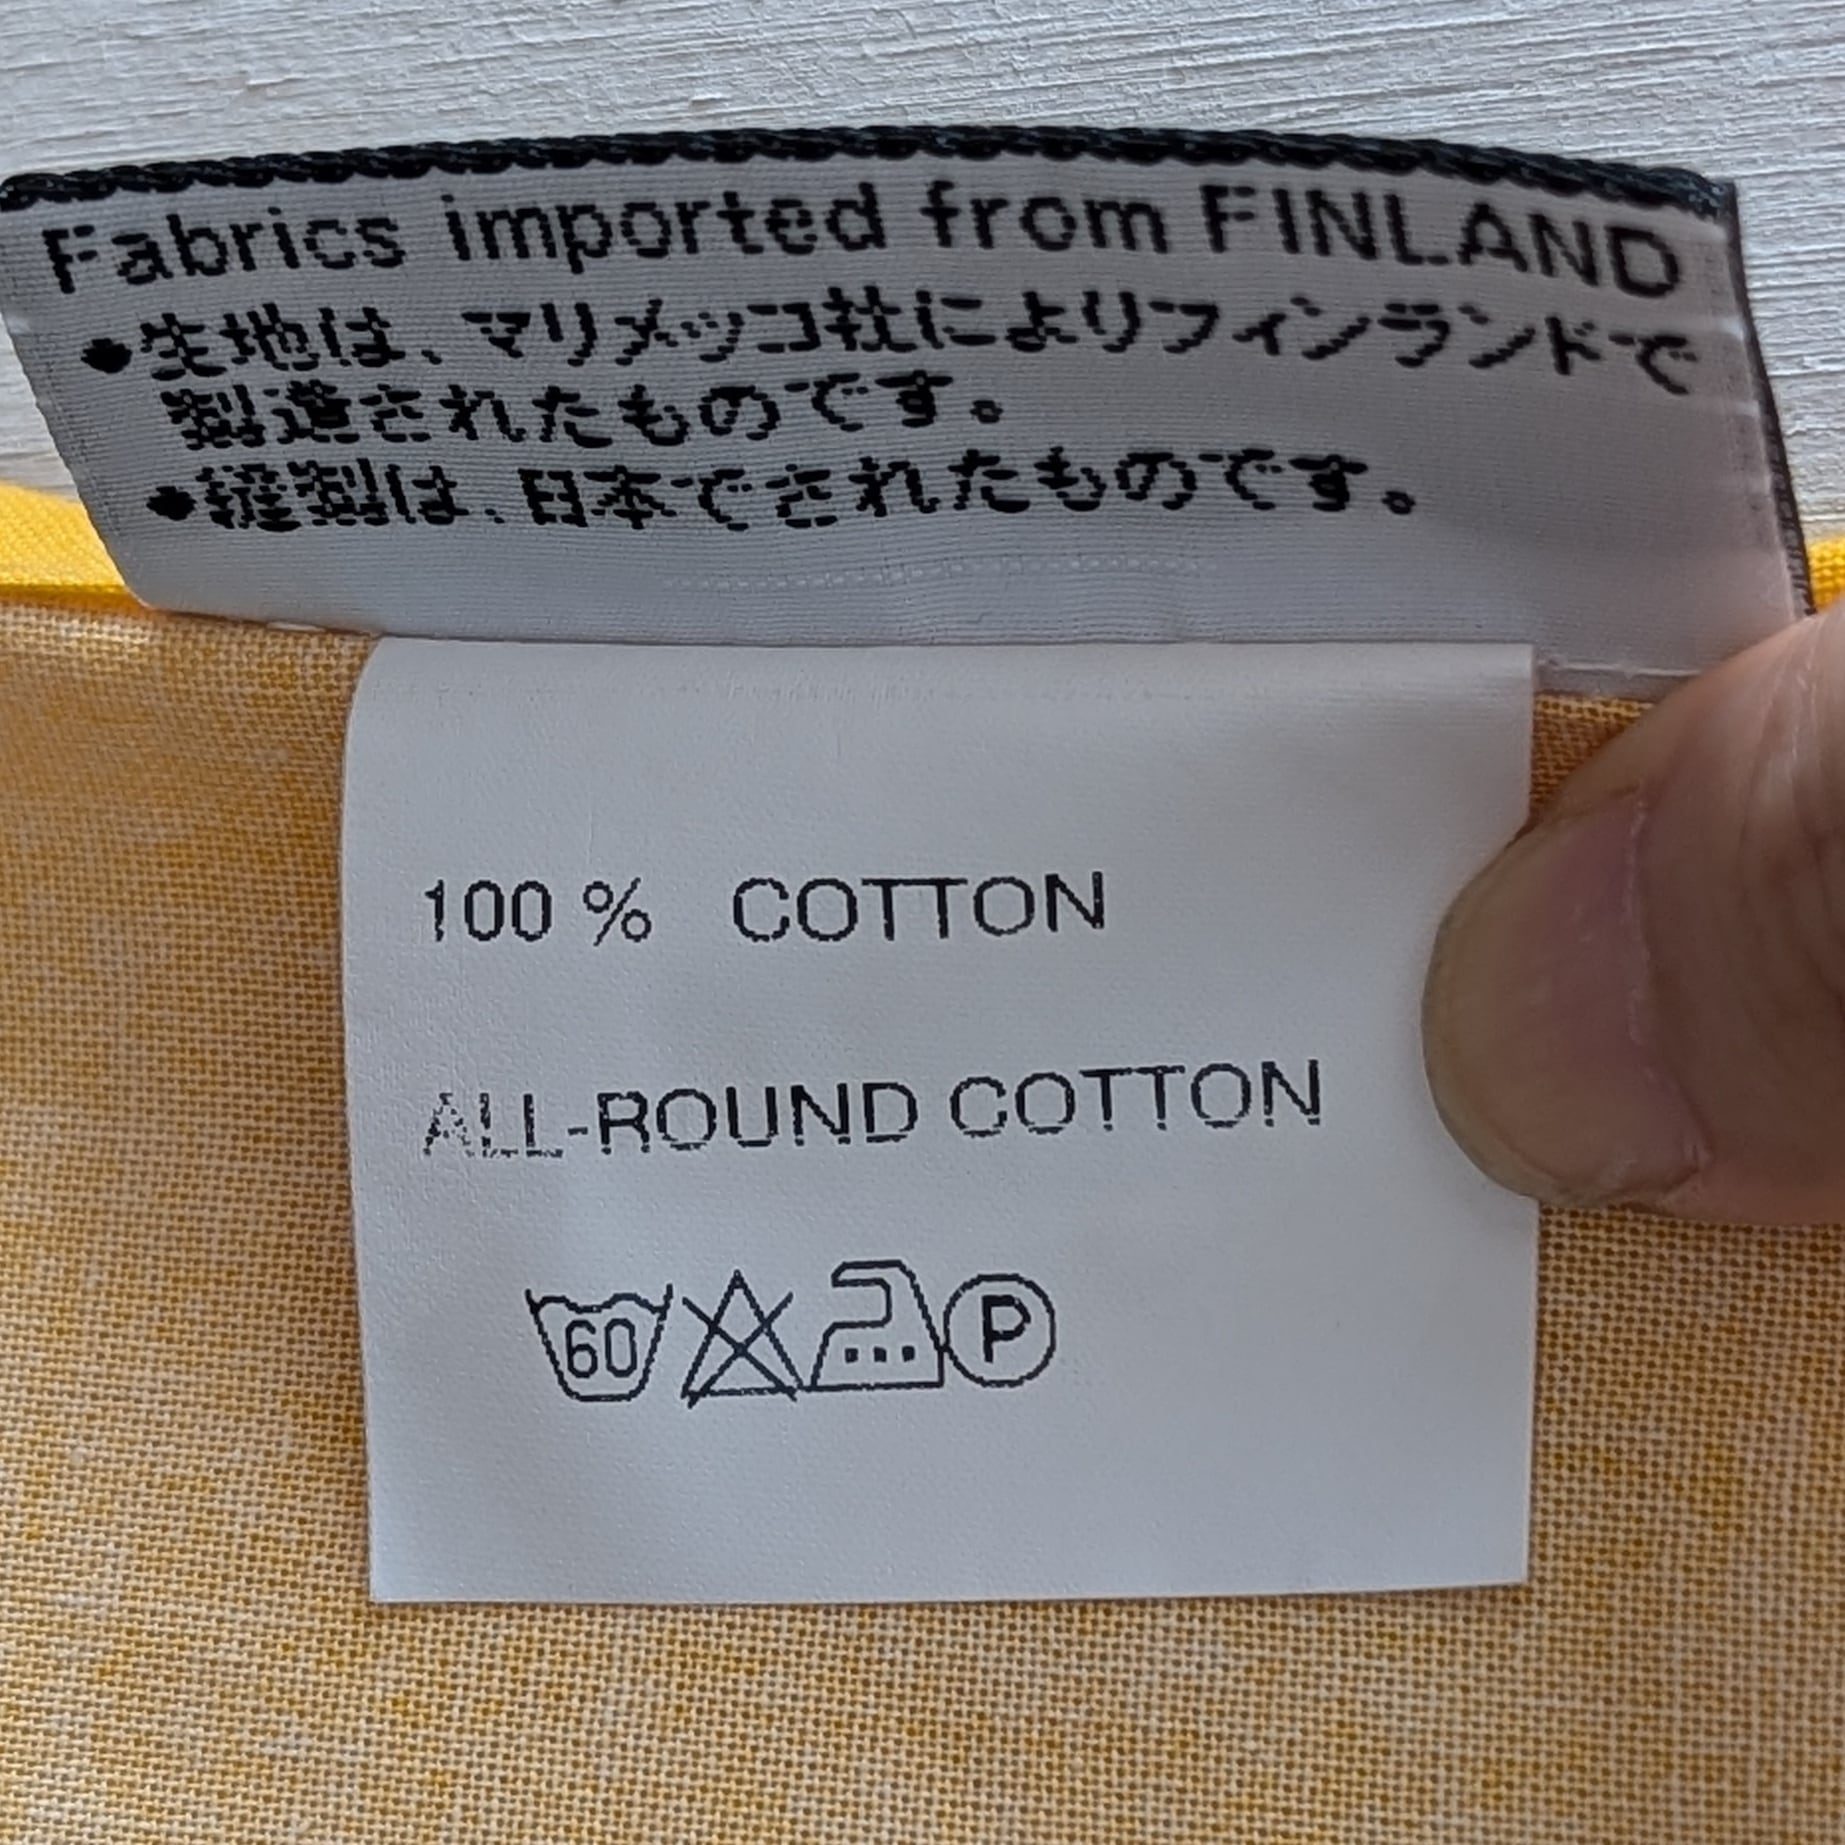 Fabrics imported from FINLAND
●生地は、マリメッコ社によりフィンランドで
製造されたものです。
●縫製は、日本でされたものです。
100 % COTTON
ALL-ROUND COTTON
60 P